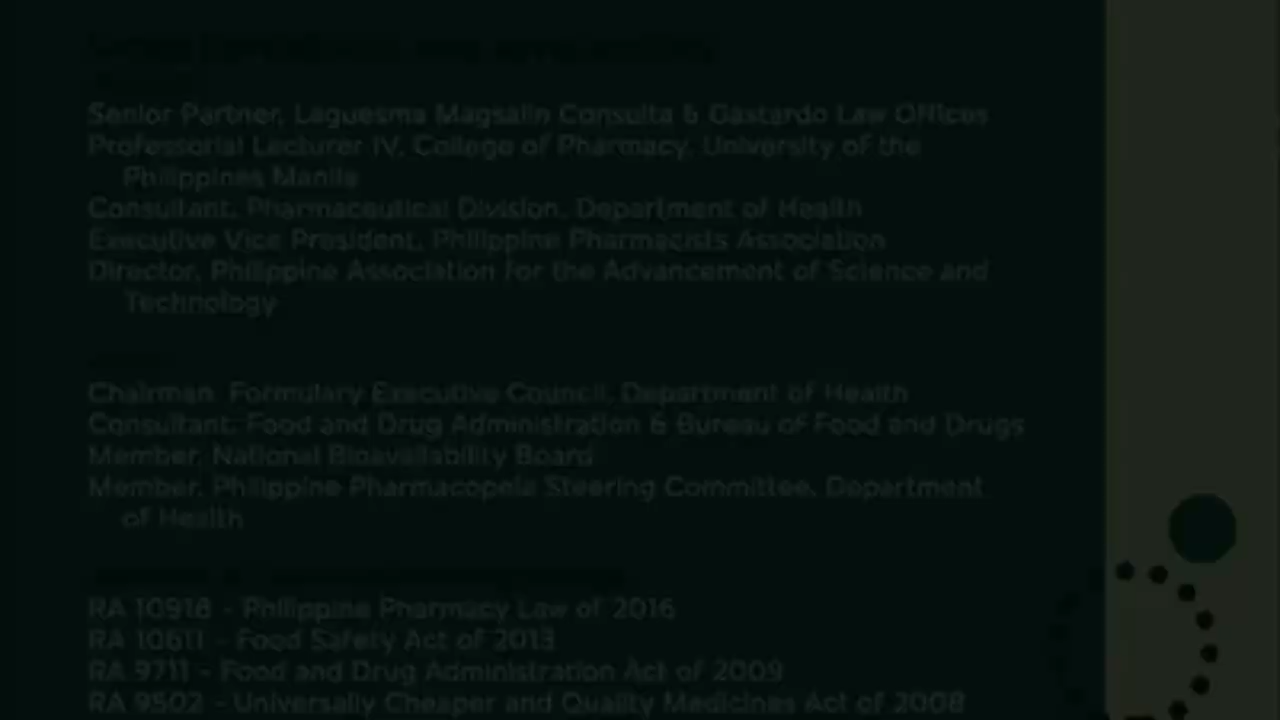 Senior Partner, Laguesma Magsalin Consulta & Gastardo Law Offices
Professorial Lecturer IV, College of Pharmacy, University of the
Philippines Manila
Consultant, Pharmaceutical Division, Department of Health
Executive Vice President, Philippine Pharmacists Association
Director, Philippine Association for the Advancement of Science and
Technology
Chairman, Formulary Executive Council, Department of Health
Consultant, Food and Drug Administration & Bureau of Food and Drugs
Member, National Bioavailability Board
Member, Philippine Pharmacopeia Steering Committee, Department
of Health
RA 10918 - Philippine Pharmacy Law of 2016
RA 10611 - Food Safety Act of 2013
RA 9711 - Food and Drug Administration Act of 2009
RA 9502 - Universally Cheaper and Quality Medicines Act of 2008